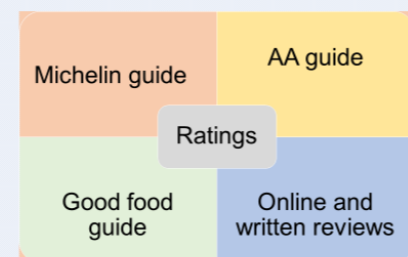 Michelin guide
AA guide
Ratings
Good food
guide
Online and
written reviews